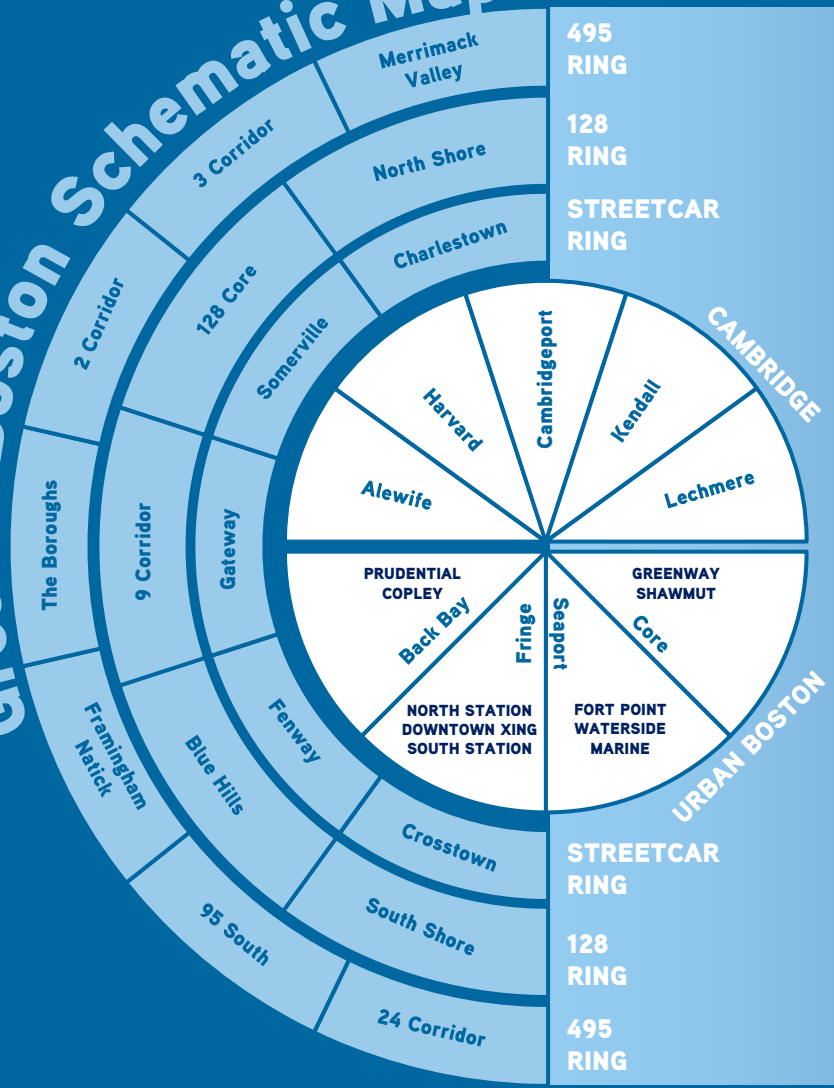 Boston Schematic Map
495
RING
128
RING
STREETCAR
RING
Merrimack
Valley
3 Corridor
2 Corridor
The Boroughs
Framingham
Natick
95 South
24 Corridor
North Shore
128 Core
9 Corridor
Blue Hills
South Shore
Charlestown
Somerville
Gateway
Fenway
Crosstown
CAMBRIDGE
Alewife
Harvard
Cambridgeport
Kendall
Lechmere
PRUDENTIAL
COPLEY
Back Bay
Fringe
NORTH STATION
DOWNTOWN XING
SOUTH STATION
Seaport
FORT POINT
WATERSIDE
MARINE
GREENWAY
SHAWMUT
Core
URBAN BOSTON
STREETCAR
RING
128
RING
495
RING